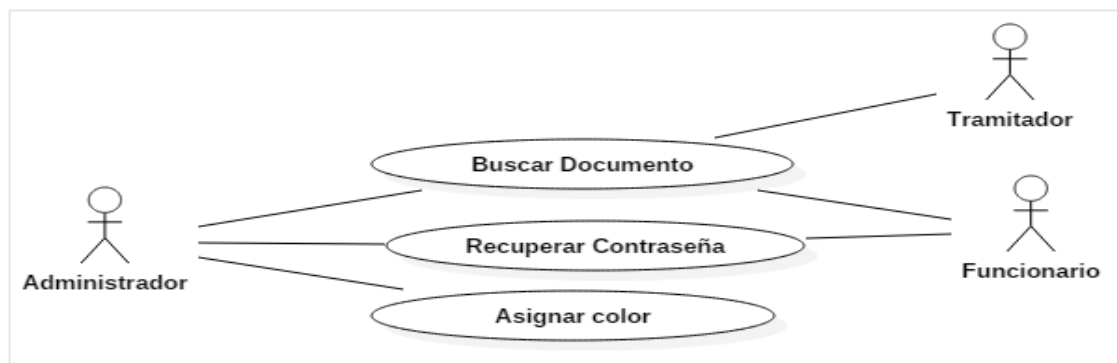 Tramitador
Buscar Documento
Recuperar Contraseña
Funcionario
Administrador
Asignar color